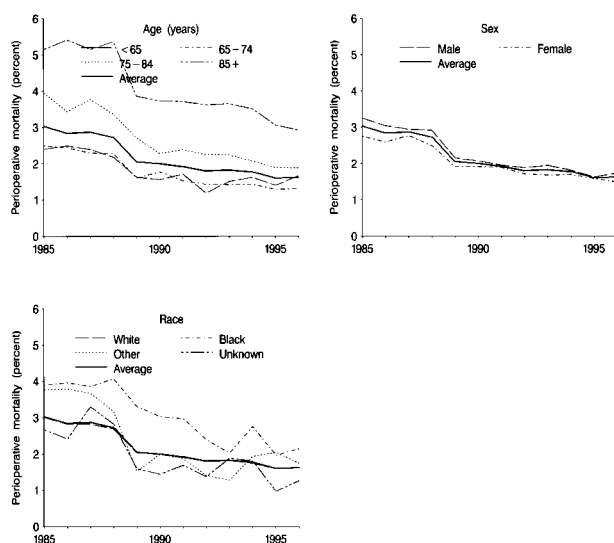 Age (years)
<65 65-74
75-84 85+
Average
Perioperative mortality (percent)
6
5
4
3
2
1
0
1985 1990 1995
Sex
Male Female
Average
Perioperative mortality (percent)
6
5
4
3
2
1
0
1985 1990 1995
Race
White Black
Other Unknown
Average
Perioperative mortality (percent)
6
5
4
3
2
1
0
1985 1990 1995